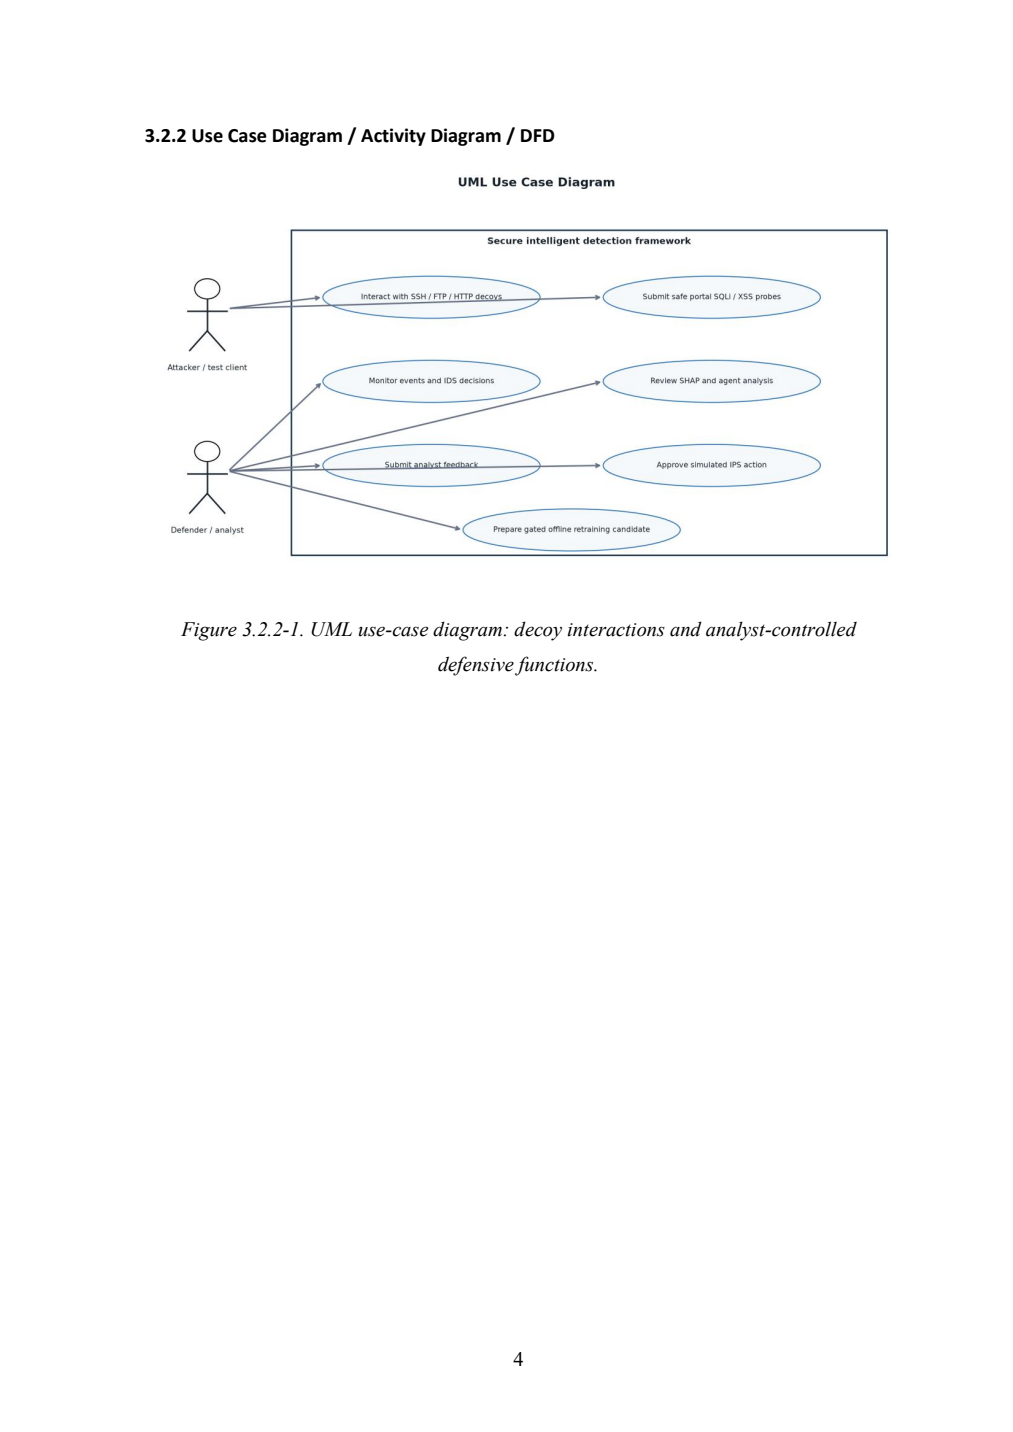 3.2.2 Use Case Diagram / Activity Diagram / DFD
UML Use Case Diagram
Secure intelligent detection framework
Interact with SSH / FTP / HTTP decoys
Submit safe portal SQLi / XSS probes
Attacker / test client
Monitor events and IDS decisions
Review SHAP and agent analysis
Submit analyst feedback
Approve simulated IPS action
Defender / analyst
Prepare gated offline retraining candidate
Figure 3.2.2-1. UML use-case diagram: decoy interactions and analyst-controlled
defensive functions.
4